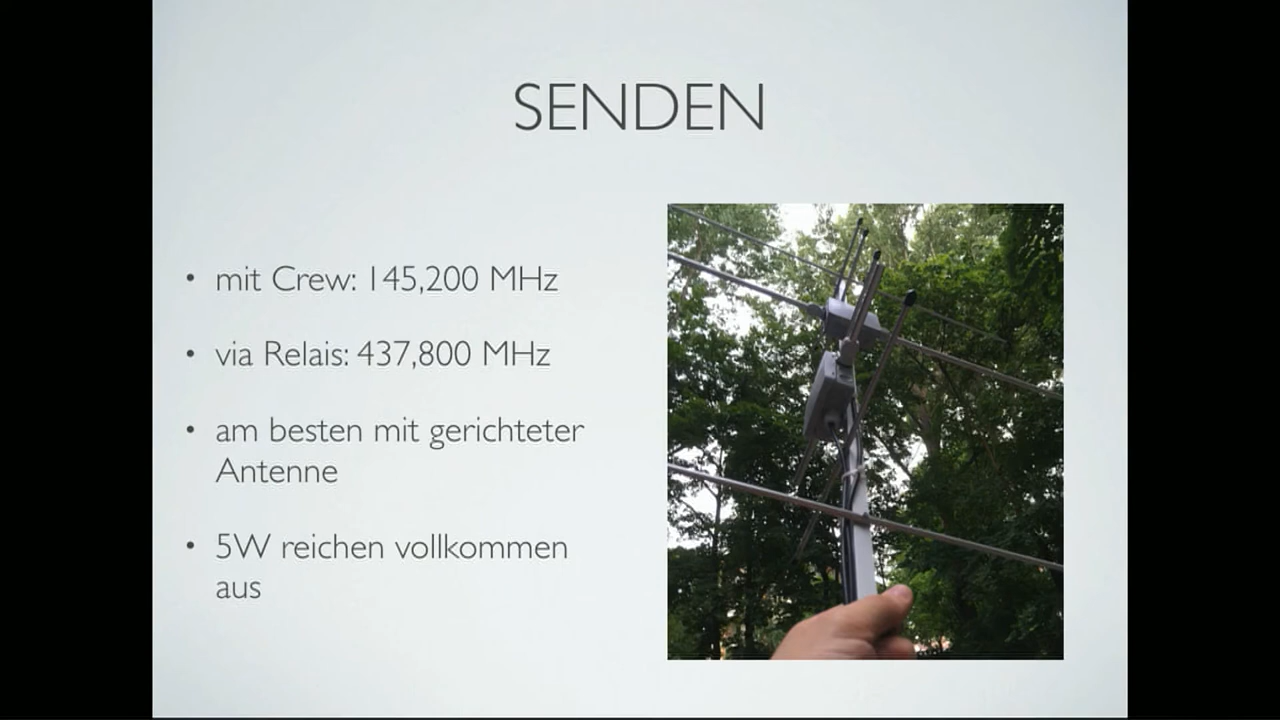 SENDEN
• mit Crew: 145,200 MHz
• via Relais: 437,800 MHz
• am besten mit gerichteter
Antenne
• 5W reichen vollkommen
aus